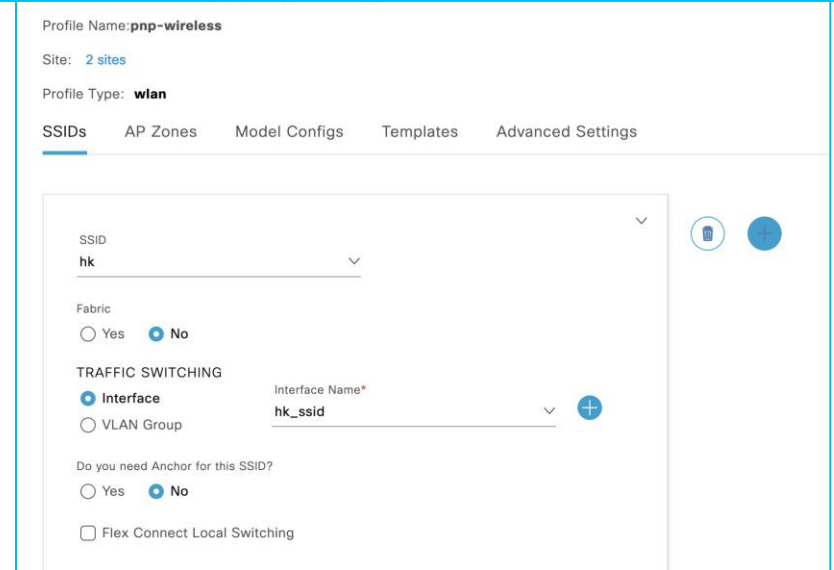 Profile Name:pnp-wireless
Site: 2 sites
Profile Type: wlan
SSIDs AP Zones Model Configs Templates Advanced Settings
SSID
hk
Fabric
Yes No
TRAFFIC SWITCHING
Interface
VLAN Group
Interface Name*
hk_ssid
Do you need Anchor for this SSID?
Yes No
Flex Connect Local Switching